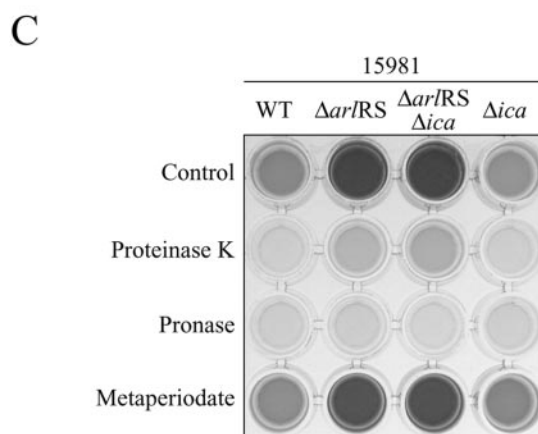 C
15981
WT ΔarlRS ΔarlRS Δica Δica
Control
Proteinase K
Pronase
Metaperiodate